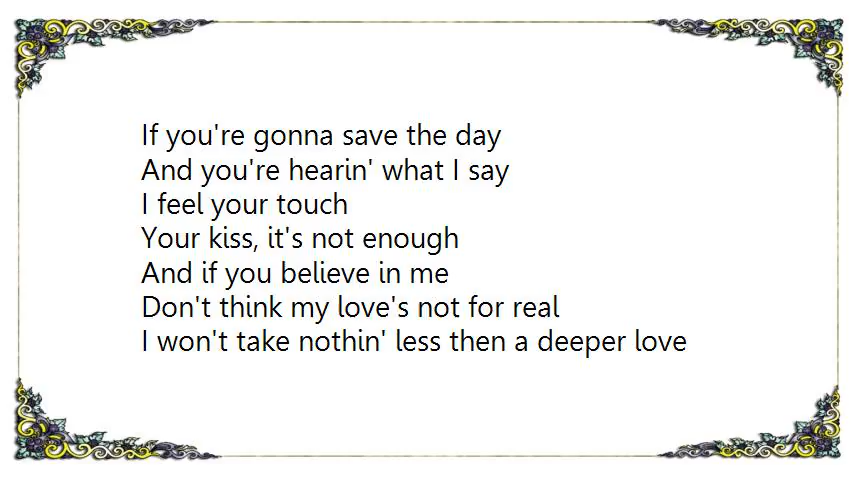 If you're gonna save the day
And you're hearin' what I say
I feel your touch
Your kiss, it's not enough
And if you believe in me
Don't think my love's not for real
I won't take nothin' less then a deeper love